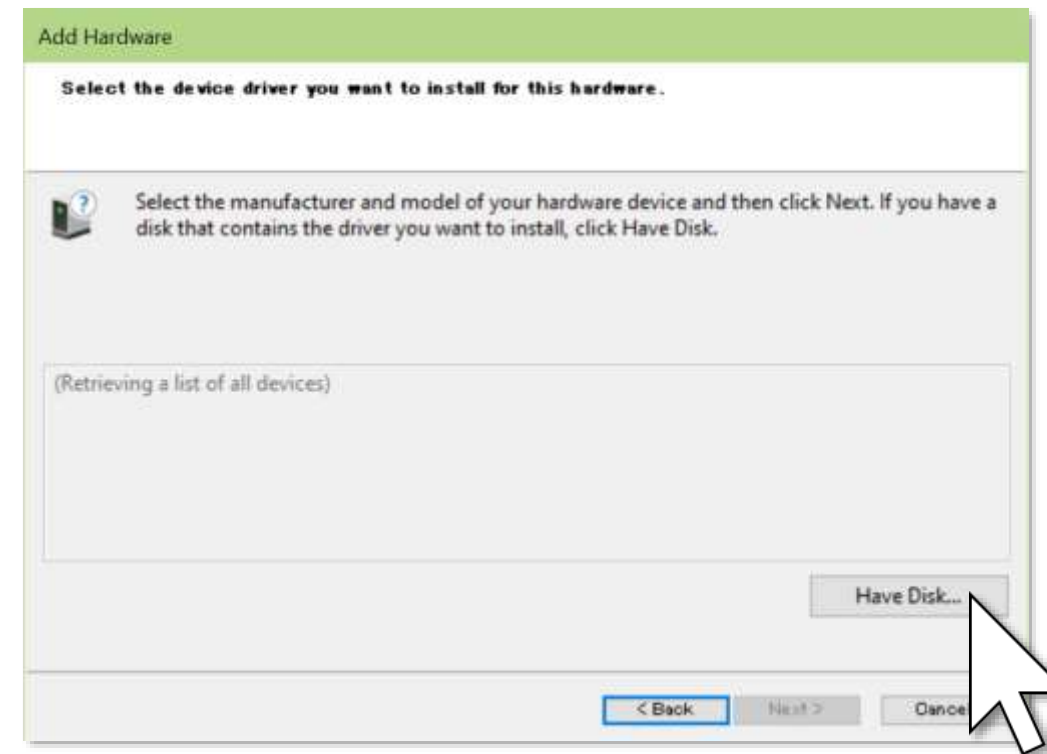 Add Hardware
Select the device driver you want to install for this hardware.
Select the manufacturer and model of your hardware device and then click Next. If you have a
disk that contains the driver you want to install, click Have Disk.
(Retrieving a list of all devices)
Have Disk...
< Back Next > Cancel